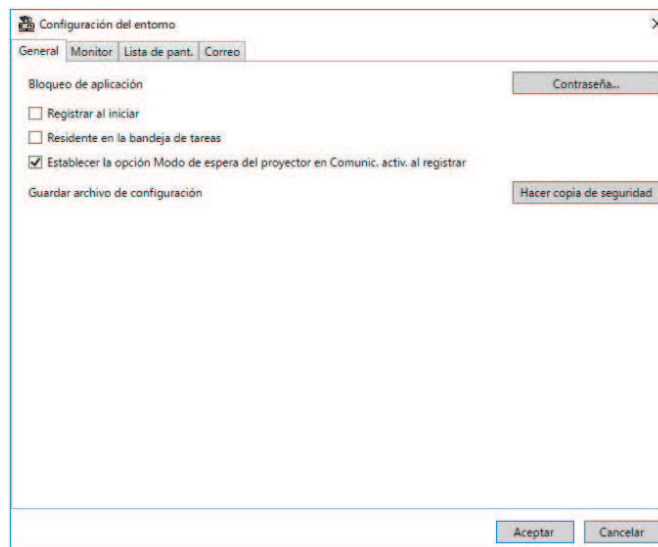 Configuración del entorno
General Monitor Lista de pant. Correo
Bloqueo de aplicación Contraseña...
Registrar al iniciar
Residente en la bandeja de tareas
Establecer la opción Modo de espera del proyector en Comunic. activ. al registrar
Guardar archivo de configuración Hacer copia de seguridad
Aceptar Cancelar